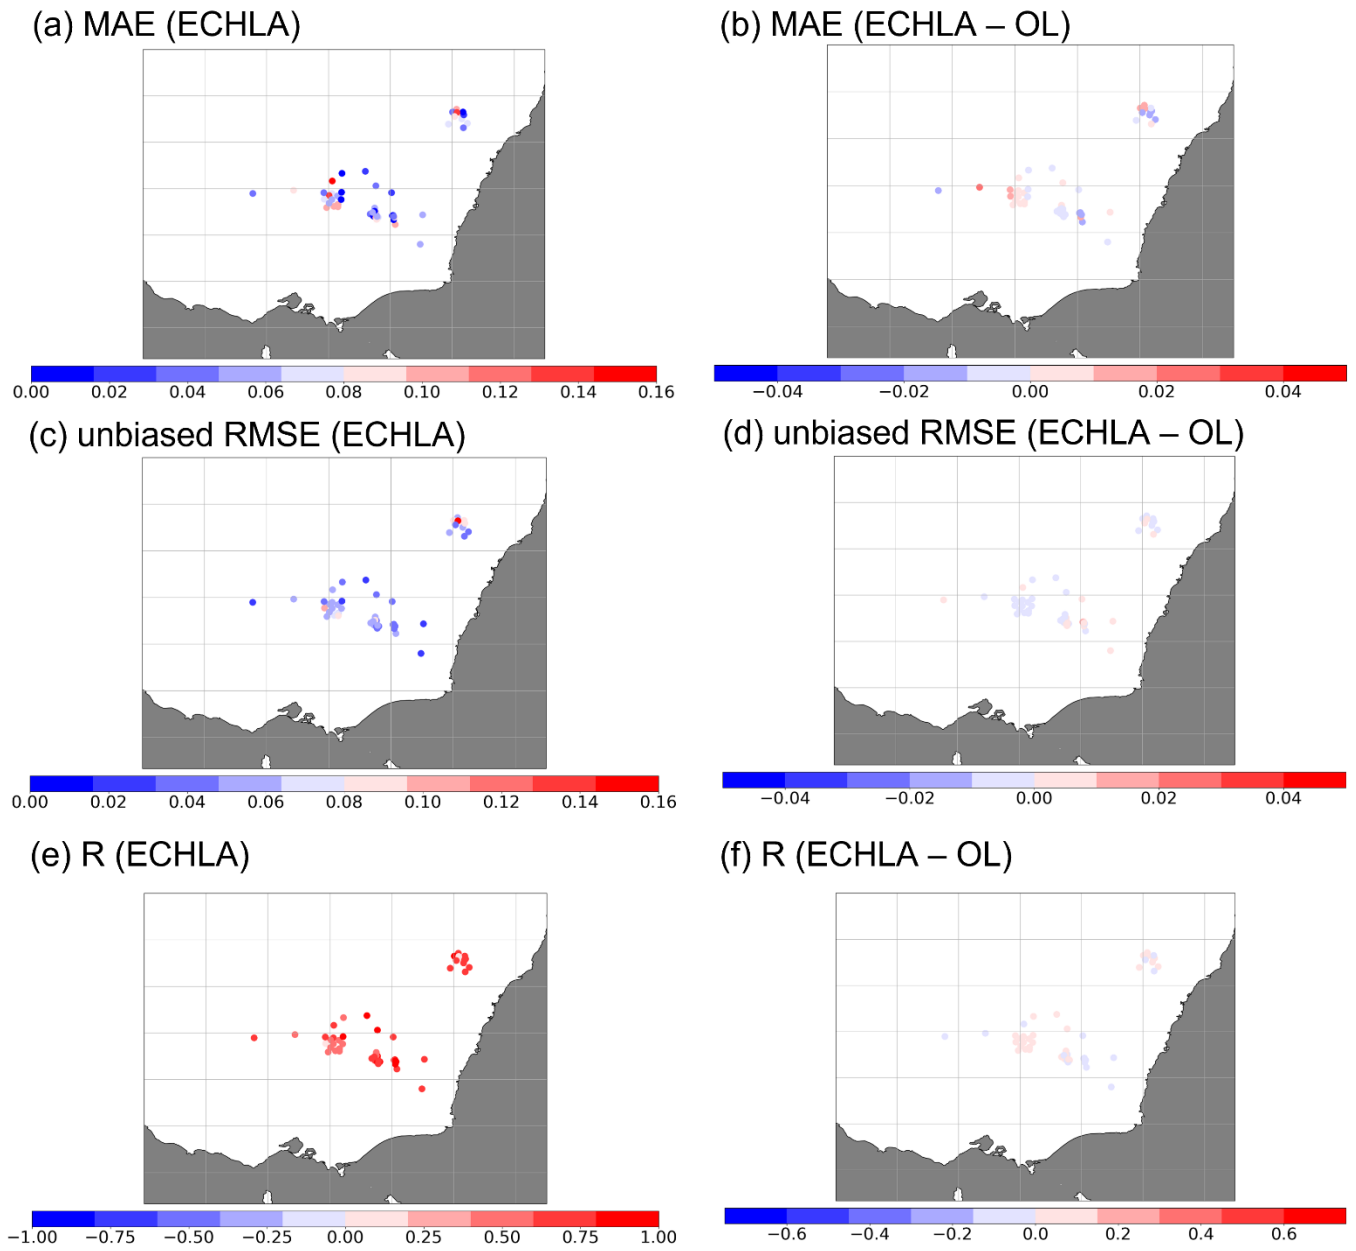 (a) MAE (ECHLA)
(b) MAE (ECHLA – OL)
0.00 0.02 0.04 0.06 0.08 0.10 0.12 0.14 0.16
−0.04 −0.02 0.00 0.02 0.04
(c) unbiased RMSE (ECHLA)
(d) unbiased RMSE (ECHLA – OL)
0.00 0.02 0.04 0.06 0.08 0.10 0.12 0.14 0.16
−0.04 −0.02 0.00 0.02 0.04
(e) R (ECHLA)
(f) R (ECHLA – OL)
−1.00 −0.75 −0.50 −0.25 0.00 0.25 0.50 0.75 1.00
−0.6 −0.4 −0.2 0.0 0.2 0.4 0.6